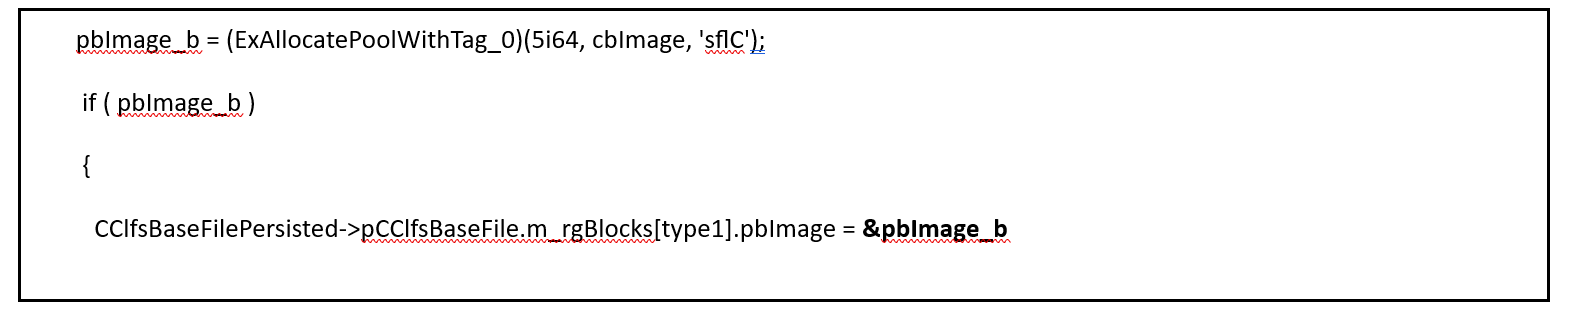 pbImage_b = (ExAllocatePoolWithTag_0)(5i64, cbImage, 'sflC');
if ( pbImage_b )
{
CClfsBaseFilePersisted->pCClfsBaseFile.m_rgBlocks[type1].pbImage = &pbImage_b